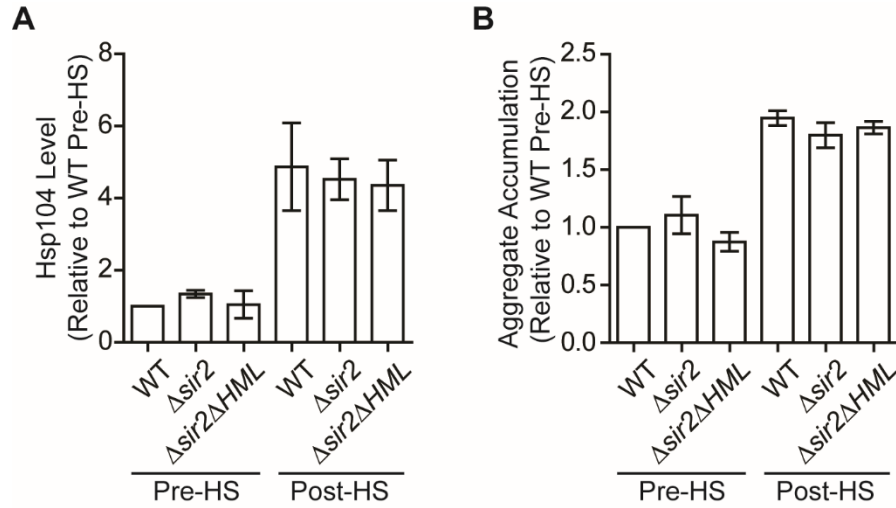 A
Hsp104 Level
(Relative to WT Pre-HS)
8
6
4
2
0
WT
Δsir2
Δsir2ΔHML
WT
Δsir2
Δsir2ΔHML
Pre-HS
Post-HS
B
Aggregate Accumulation
(Relative to WT Pre-HS)
2.5
2.0
1.5
1.0
0.5
0.0
WT
Δsir2
Δsir2ΔHML
WT
Δsir2
Δsir2ΔHML
Pre-HS
Post-HS